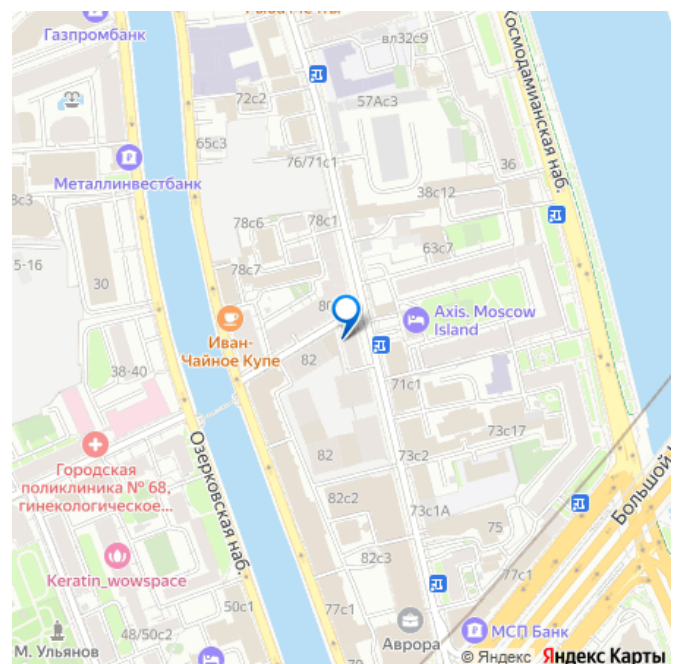 Газпромбанк
вл32с9
72с2
57Ас3
65с3
Космодамианская наб.
76/71с1
36
Металлинвестбанк
8с3
38с12
78с6
78с1
63с7
5-16
30
78с7
Axis. Moscow
Island
Иван-
Чайное Купе
82
38-40
71с1
73с17
73с2
82
Городская
поликлиника № 68,
гинекологическое...
Озерковская наб.
82с2
73с1А
75
Большой
82с3
77с1
Keratin_wowspace
50с1
77с1
48/50с2
МСП Банк
М. Ульянов
Аврора
© Яндекс Яндекс Карты